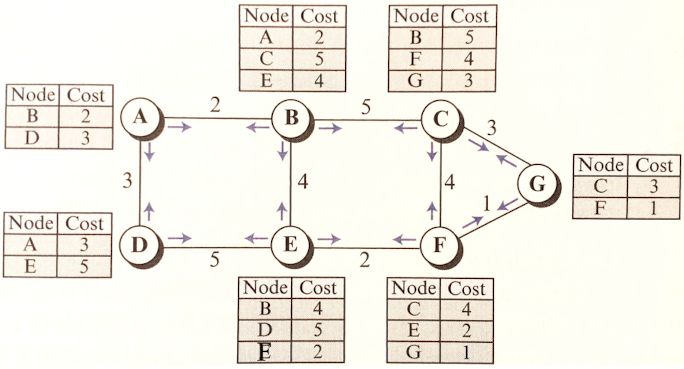 Node Cost
A 2
C 5
E 4
Node Cost
B 5
F 4
G 3
Node Cost
B 2
D 3
A
2
B
5
C
3
3
4
4
G
1
Node Cost
C 3
F 1
Node Cost
A 3
E 5
D
5
E
2
F
Node Cost
B 4
D 5
F 2
Node Cost
C 4
E 2
G 1